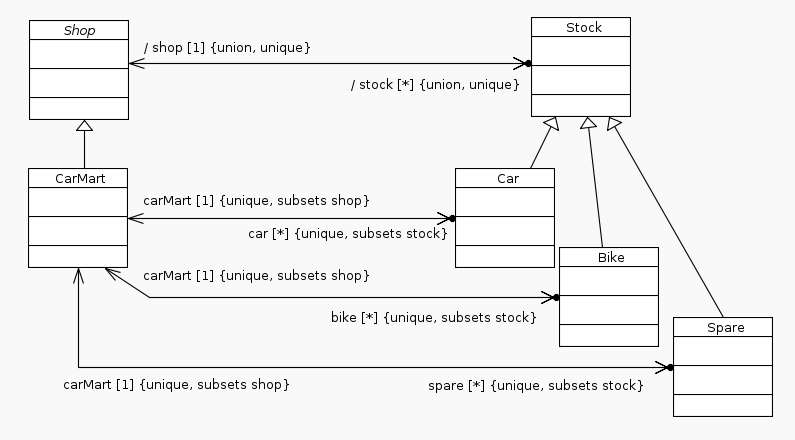 Shop
Stock
/ shop [1] {union, unique}
/ stock [*] {union, unique}
CarMart
Car
carMart [1] {unique, subsets shop}
car [*] {unique, subsets stock}
Bike
carMart [1] {unique, subsets shop}
bike [*] {unique, subsets stock}
Spare
carMart [1] {unique, subsets shop}
spare [*] {unique, subsets stock}